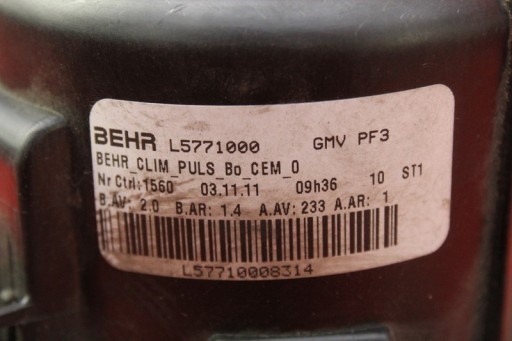 BEHR L5771000 GMV PF3
BEHR_CLIM_PULS_Bo_CEM_0
Nr Ctrl:1560 03.11.11 09h36 10 ST1
B.AV: 2.0 B.AR: 1.4 A.AV: 233 A.AR: 1
L57710008314